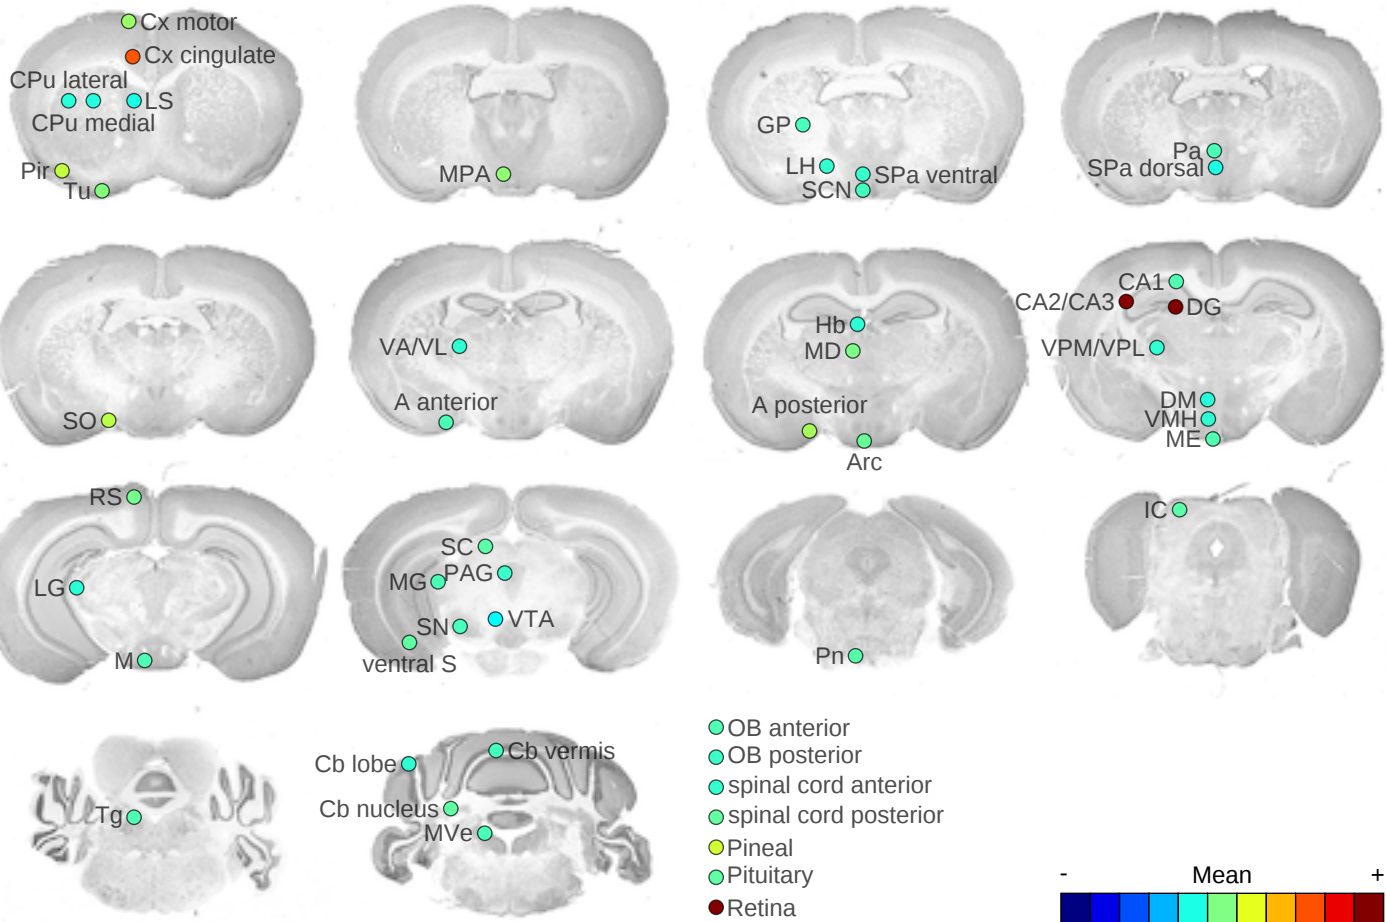 Cx motor
Cx cingulate
CPu lateral
LS
CPu medial
Pir
Tu
MPA
GP
LH
SPa ventral
SCN
Pa
SPa dorsal
SO
VA/VL
A anterior
Hb
MD
A posterior
Arc
CA1
CA2/CA3
DG
VPM/VPL
DM
VMH
ME
RS
LG
M
SC
MG
PAG
SN
VTA
ventral S
Pn
IC
Tg
Cb lobe
Cb vermis
Cb nucleus
MVe
OB anterior
OB posterior
spinal cord anterior
spinal cord posterior
Pineal
Pituitary
Retina
- Mean +